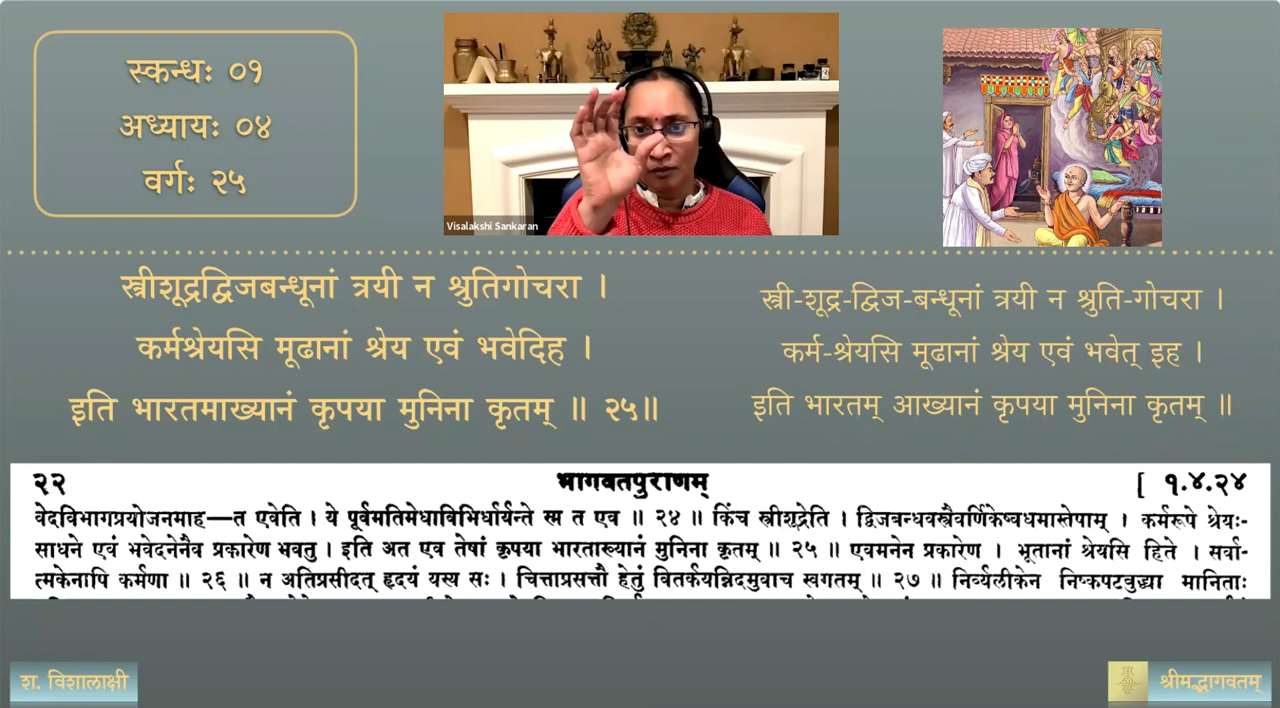 स्कन्धः ०१
अध्यायः ०४
वर्गः २५
Visalakshi Sankaran
स्त्रीशूद्रद्विजबन्धूनां त्रयी न श्रुतिगोचरा ।
कर्मश्रेयसि मूढानां श्रेय एवं भवेदिह ।
इति भारतमाख्यानं कृपया मुनिना कृतम् ॥ २५॥
स्त्री-शूद्र-द्विज-बन्धूनां त्रयी न श्रुति-गोचरा ।
कर्म-श्रेयसि मूढानां श्रेय एवं भवेत् इह ।
इति भारतम् आख्यानं कृपया मुनिना कृतम् ॥
२२ भागवतपुराणम् [ १.४.२४
वेदविभागप्रयोजनमाह—त एवेति । ये पूर्वमतिमेधाविभिर्धार्यन्ते स्म त एव ॥ २४ ॥ किंच स्त्रीशूद्रेति । द्विजबन्धवस्त्रैवर्णिकेष्वधमास्तेषाम् । कर्मरूपे श्रेयः-
साधने एवं भवेदनेनैव प्रकारेण भवतु । इति अत एव तेषां कृपया भारताख्यानं मुनिना कृतम् ॥ २५ ॥ एवमनेन प्रकारेण । भूतानां श्रेयसि हिते । सर्वा-
त्मकेनापि कर्मणा ॥ २६ ॥ न अतिप्रसीदत् हृदयं यस्य सः । चित्ताप्रसत्तौ हेतुं वितर्कयन्निदमुवाच स्वगतम् ॥ २७ ॥ निर्व्यलीकेन निष्कपटबुद्ध्या मानिताः
श. विशालाक्षी
श्रीमद्भागवतम्